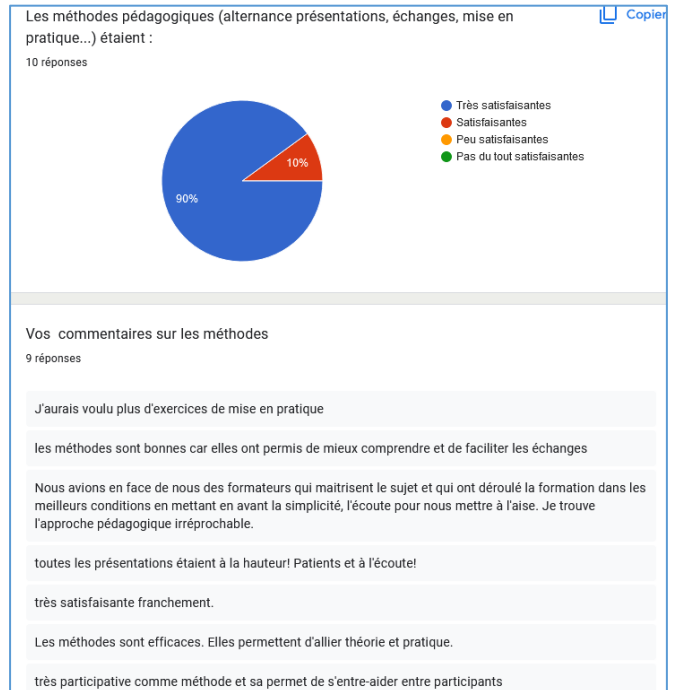 Les méthodes pédagogiques (alternance présentations, échanges, mise en
pratique...) étaient :
Copier
10 réponses
Très satisfaisantes
Satisfaisantes
Peu satisfaisantes
Pas du tout satisfaisantes
10%
90%
Vos commentaires sur les méthodes
9 réponses
J'aurais voulu plus d'exercices de mise en pratique
les méthodes sont bonnes car elles ont permis de mieux comprendre et de faciliter les échanges
Nous avions en face de nous des formateurs qui maitrisent le sujet et qui ont déroulé la formation dans les
meilleurs conditions en mettant en avant la simplicité, l'écoute pour nous mettre à l'aise. Je trouve
l'approche pédagogique irréprochable.
toutes les présentations étaient à la hauteur! Patients et à l'écoute!
très satisfaisante franchement.
Les méthodes sont efficaces. Elles permettent d'allier théorie et pratique.
très participative comme méthode et sa permet de s'entre-aider entre participants